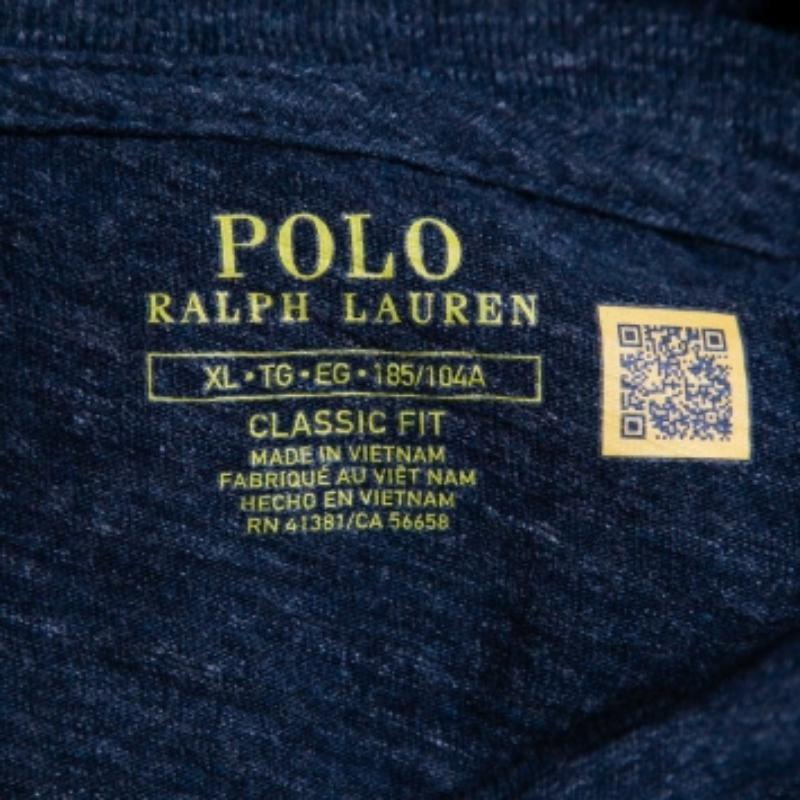 POLO
RALPH LAUREN
XL • TG • EG • 185/104A
CLASSIC FIT
MADE IN VIETNAM
FABRIQUÉ AU VIÊT NAM
HECHO EN VIETNAM
RN 41381/CA 56658